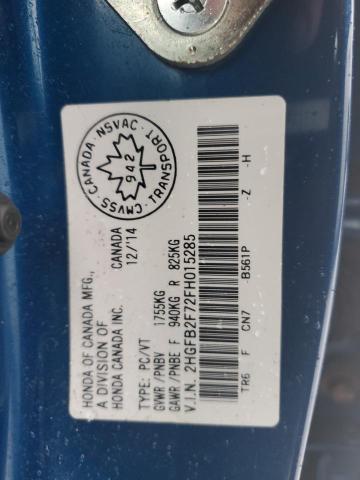 HONDA OF CANADA MFG.,
A DIVISION OF
HONDA CANADA INC.
CANADA
12/'14
CANADA · NSVAC · TRANSPORT · CMVSS
942
TYPE: PC/VT
GVWR/PNBV 1755KG
GAWR/PNBE F 940KG R 825KG
V.I.N. 2HGFB2F72FH015285
TR6 F CN7 -B561P -Z -H